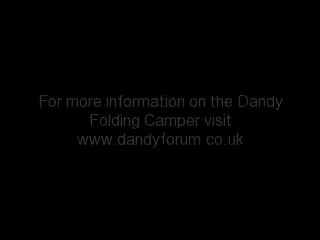 For more information on the Dandy
Folding Camper visit
www.dandyforum.co.uk